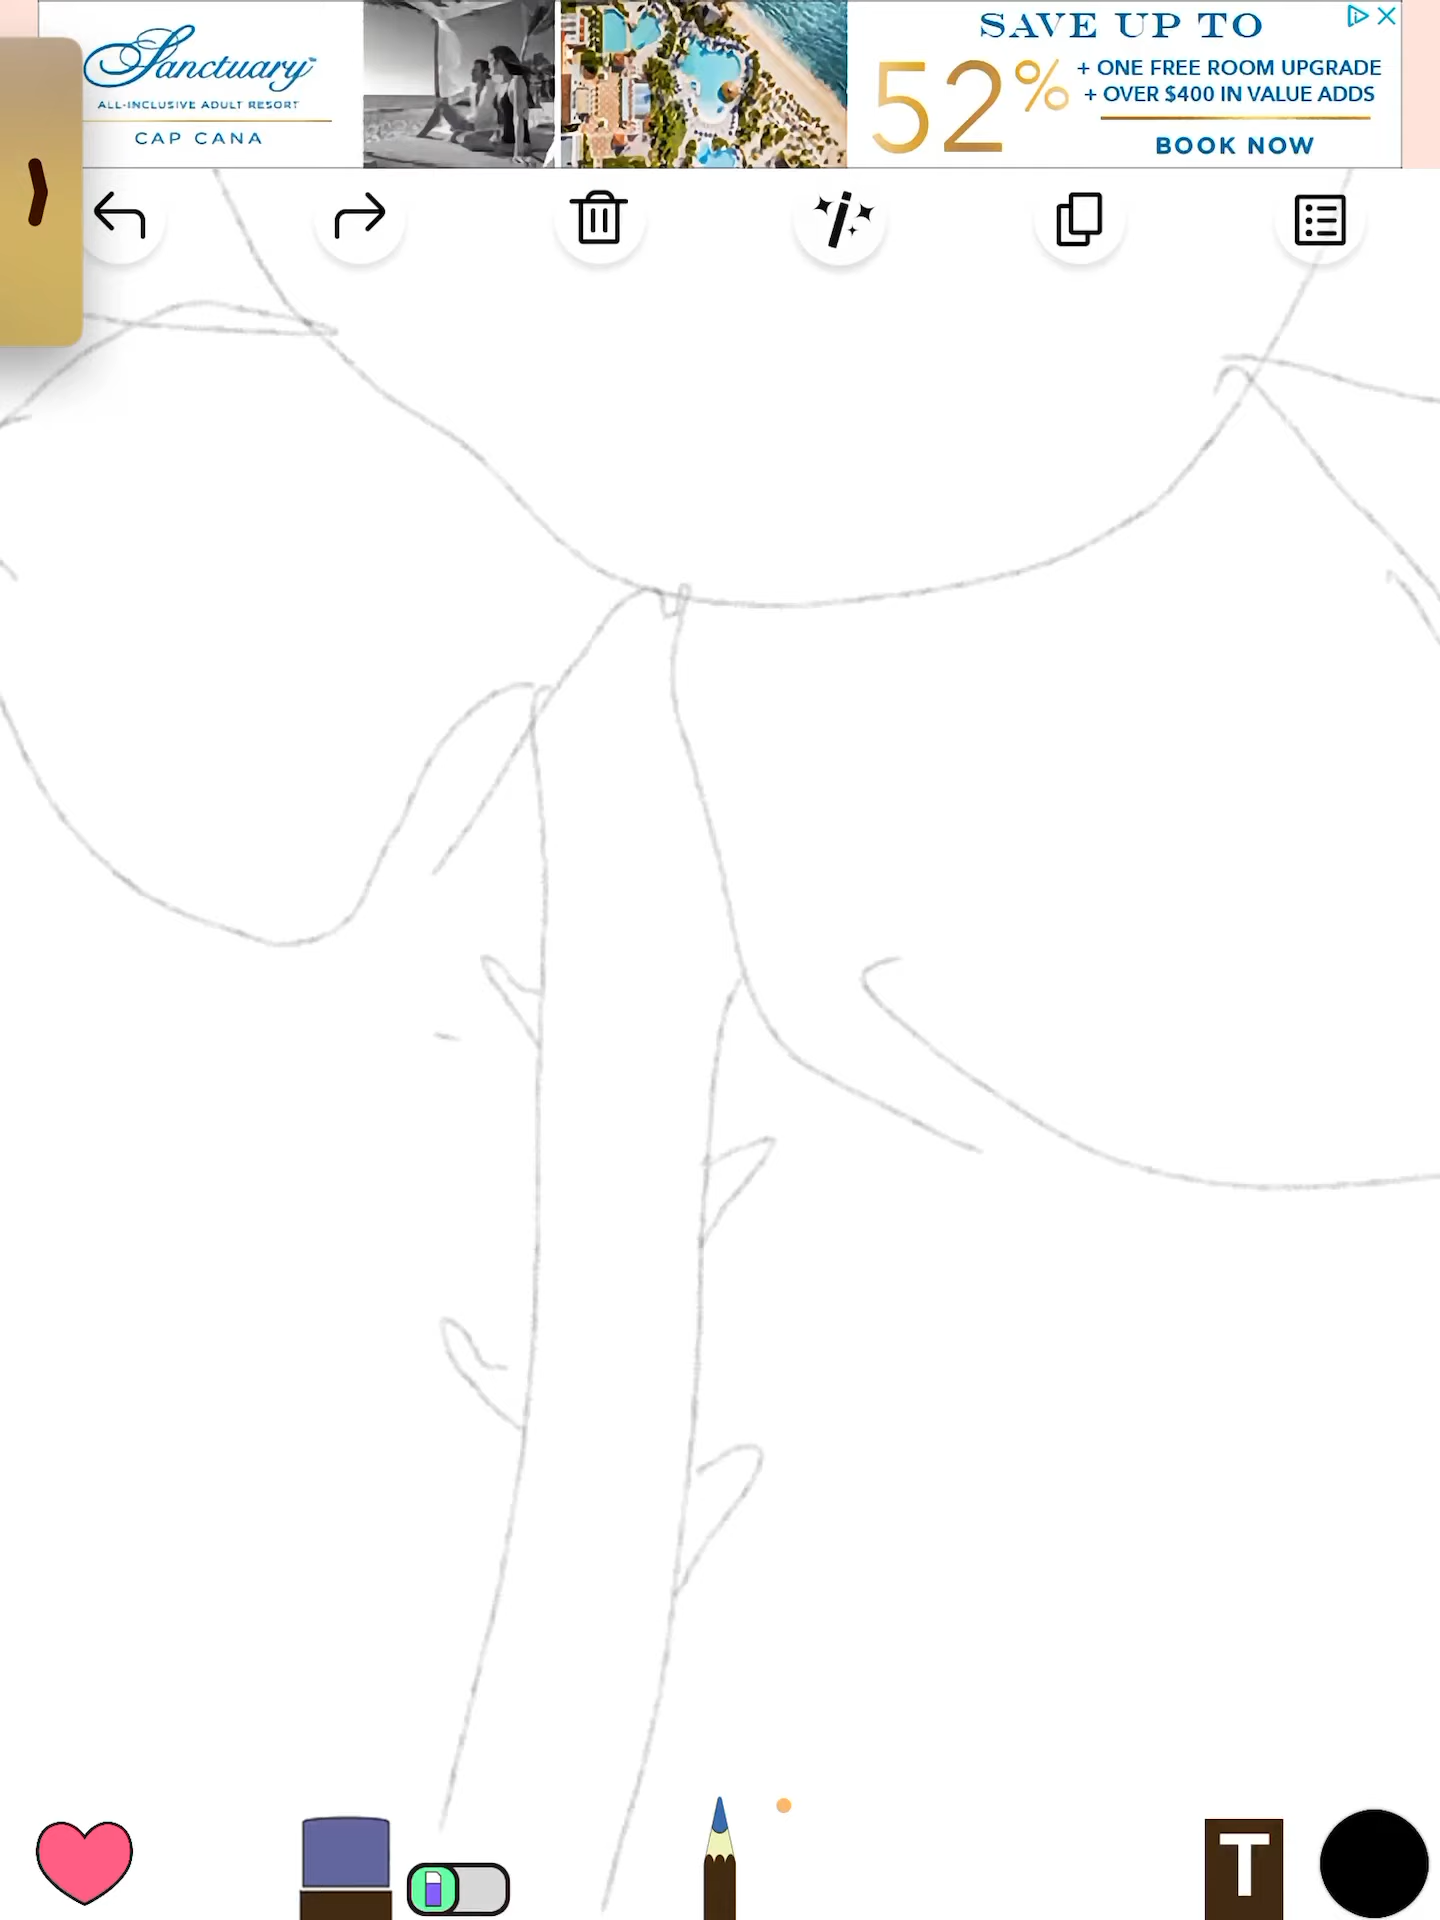 Sanctuary™
ALL-INCLUSIVE ADULT RESORT
CAP CANA
SAVE UP TO
52%
+ ONE FREE ROOM UPGRADE
+ OVER $400 IN VALUE ADDS
BOOK NOW
T